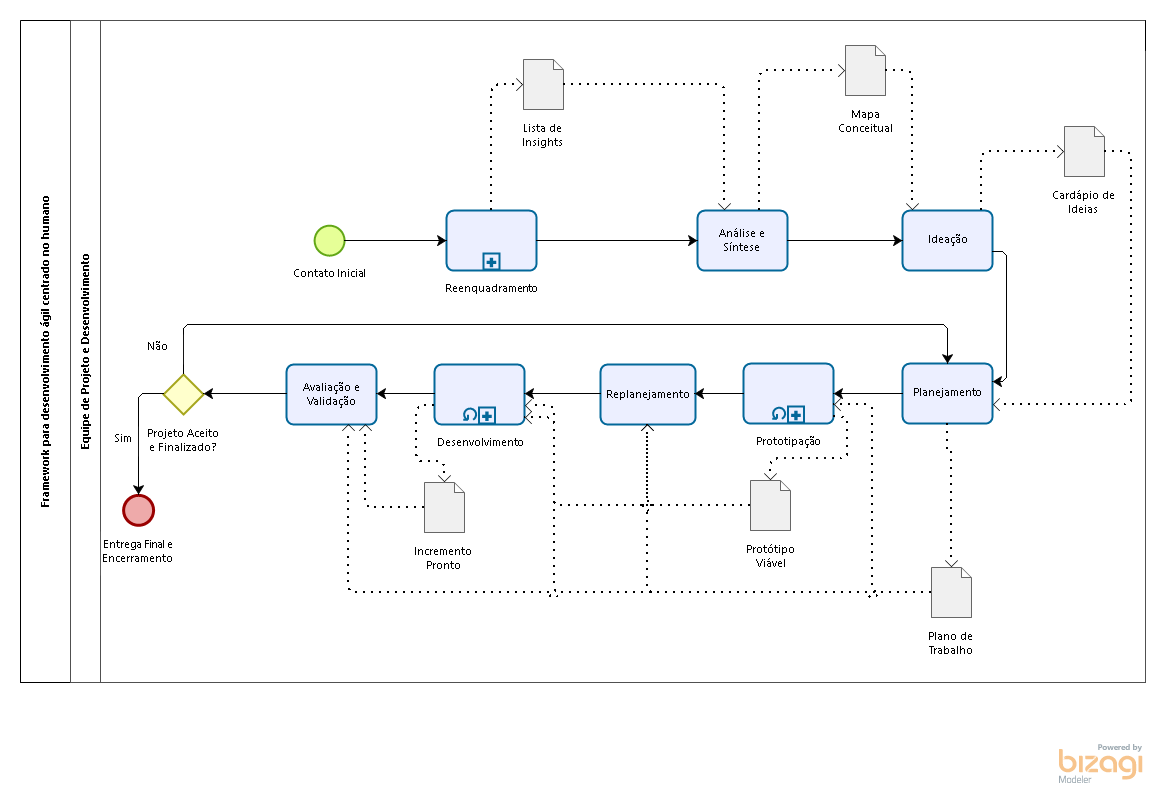 Framework para desenvolvimento ágil centrado no humano
Equipe de Projeto e Desenvolvimento
Lista de
Insights
Mapa
Conceitual
Cardápio de
Ideias
Contato Inicial
Reenquadramento
Análise e
Síntese
Ideação
Não
Sim
Projeto Aceito
e Finalizado?
Avaliação e
Validação
Desenvolvimento
Replanejamento
Prototipação
Planejamento
Entrega Final e
Encerramento
Incremento
Pronto
Protótipo
Viável
Plano de
Trabalho
Powered by
bizagi
Modeler